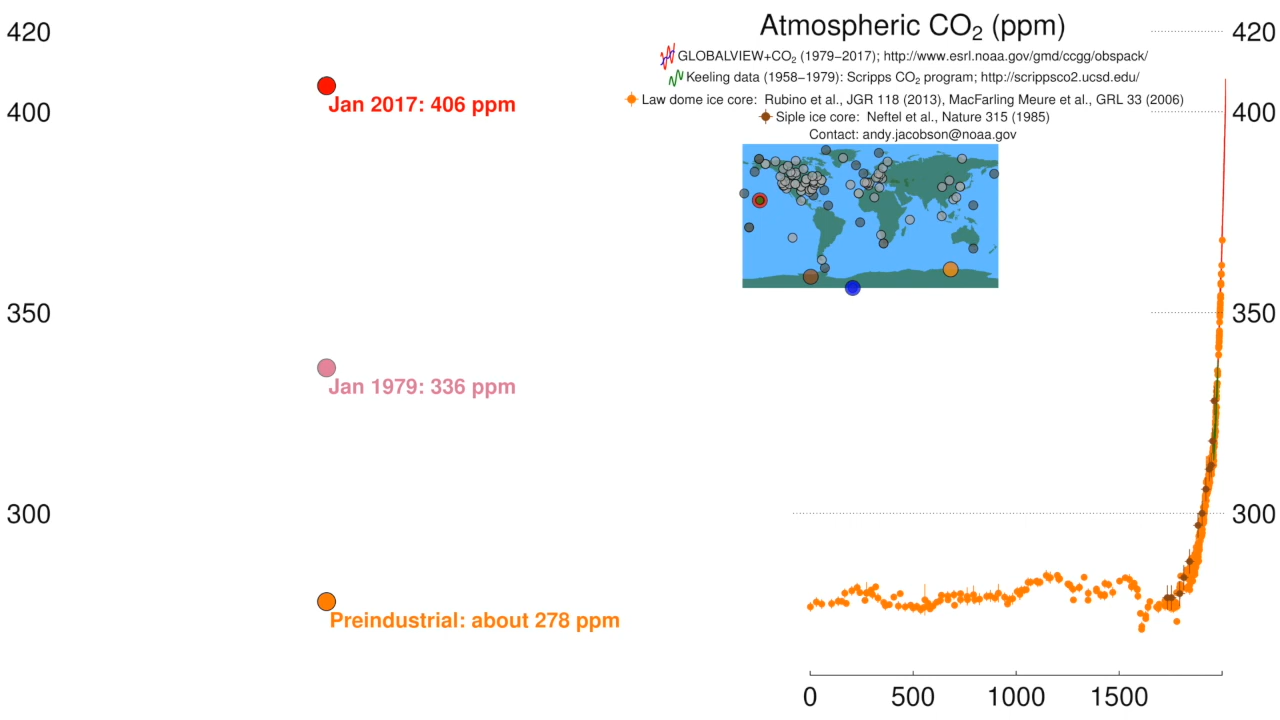 Atmospheric CO₂ (ppm)
GLOBALVIEW+CO₂ (1979−2017); http://www.esrl.noaa.gov/gmd/ccgg/obspack/
Keeling data (1958−1979): Scripps CO₂ program; http://scrippsco2.ucsd.edu/
Law dome ice core: Rubino et al., JGR 118 (2013), MacFarling Meure et al., GRL 33 (2006)
Siple ice core: Neftel et al., Nature 315 (1985)
Contact: andy.jacobson@noaa.gov
420
400
350
300
Jan 2017: 406 ppm
Jan 1979: 336 ppm
Preindustrial: about 278 ppm
420
400
350
300
0 500 1000 1500